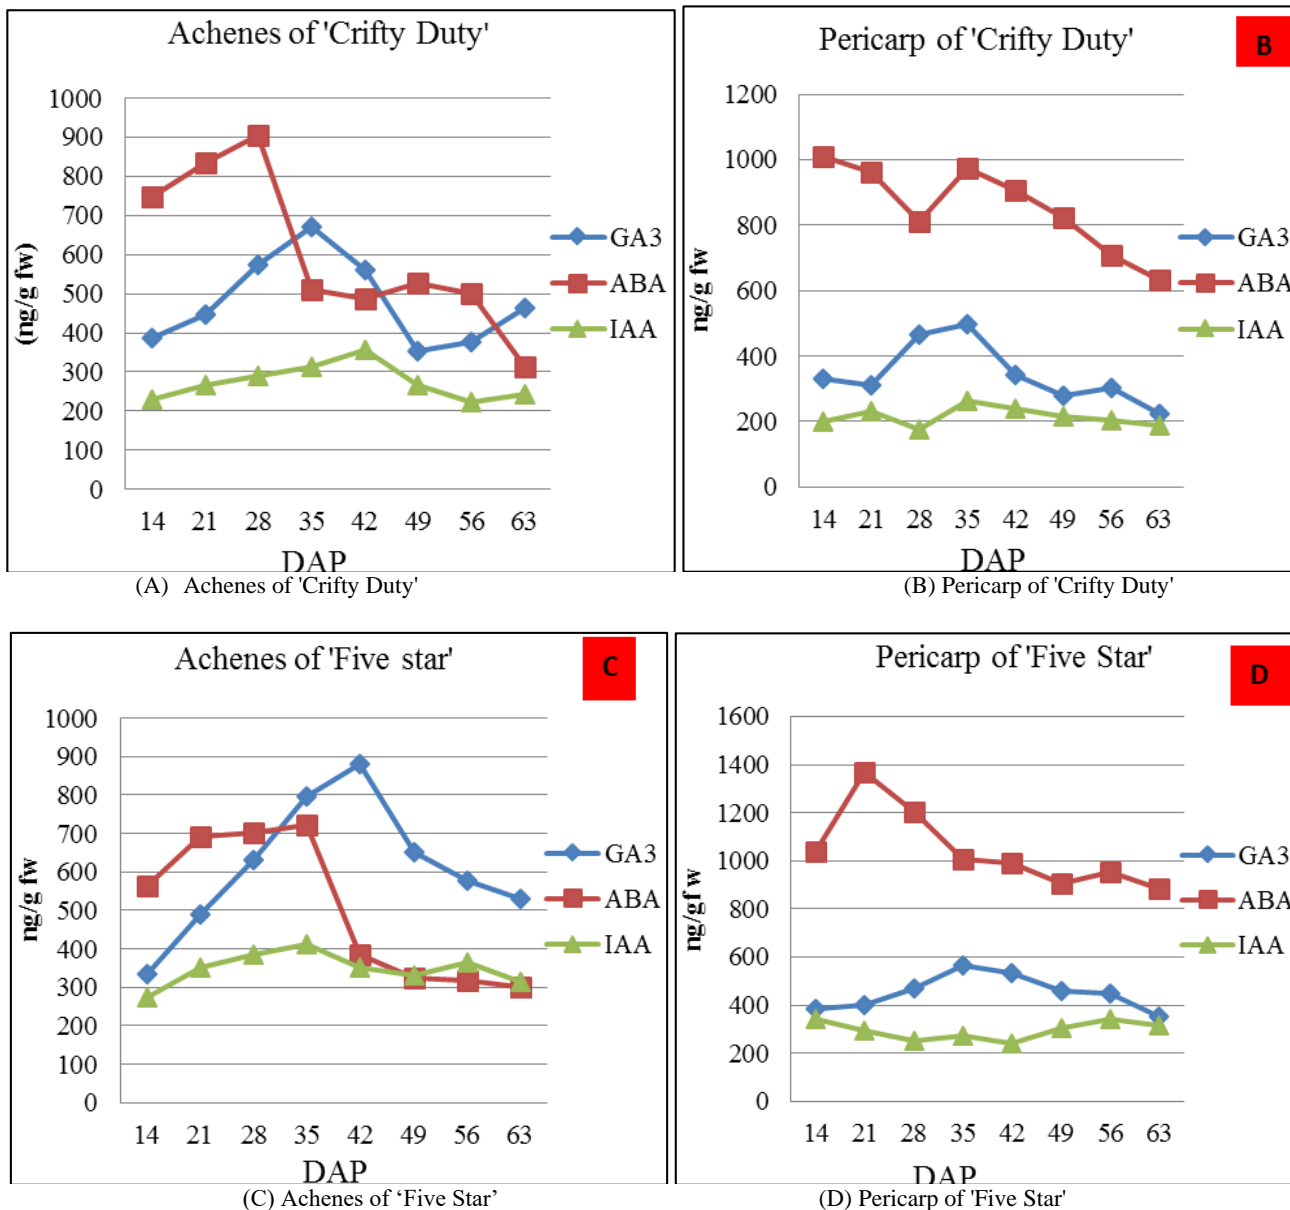 Achenes of 'Crifty Duty'
(ng/g fw)
1000
900
800
700
600
500
400
300
200
100
0
14 21 28 35 42 49 56 63
DAP
GA3
ABA
IAA
(A) Achenes of 'Crifty Duty'
Pericarp of 'Crifty Duty'
B
ng/g fw
1200
1000
800
600
400
200
0
14 21 28 35 42 49 56 63
DAP
GA3
ABA
IAA
(B) Pericarp of 'Crifty Duty'
Achenes of 'Five star'
C
ng/g fw
1000
900
800
700
600
500
400
300
200
100
0
14 21 28 35 42 49 56 63
DAP
GA3
ABA
IAA
(C) Achenes of ‘Five Star’
Pericarp of 'Five Star'
D
ng/gf w
1600
1400
1200
1000
800
600
400
200
0
14 21 28 35 42 49 56 63
DAP
GA3
ABA
IAA
(D) Pericarp of 'Five Star'